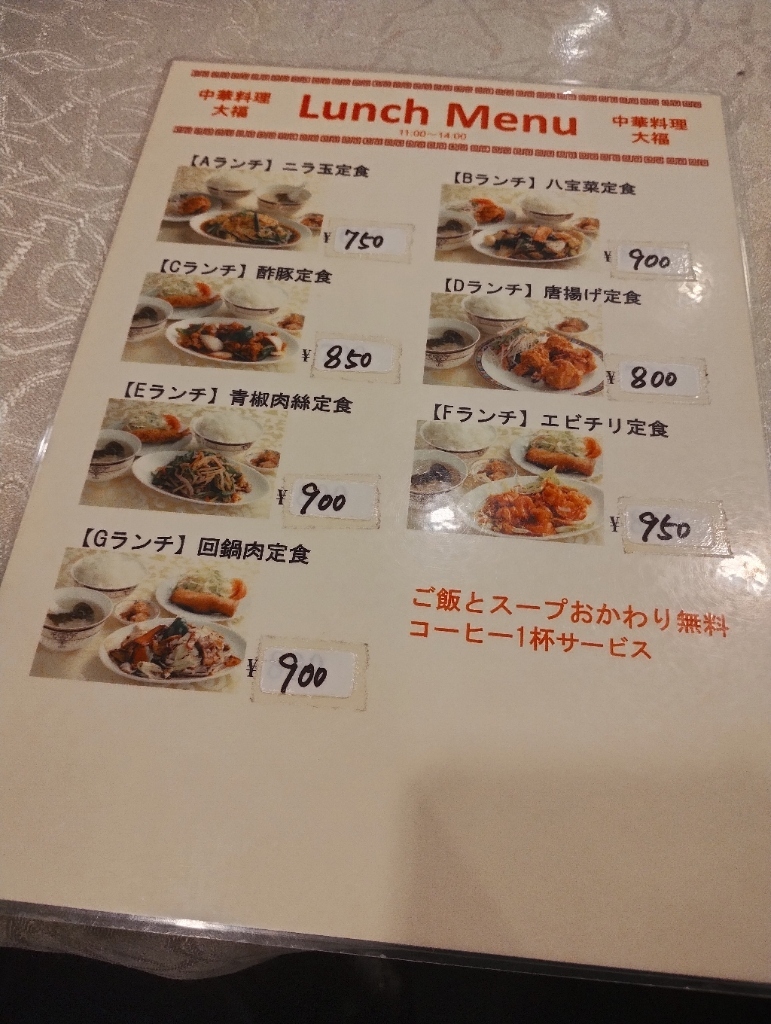 中華料理
大福
Lunch Menu
11:00～14:00
中華料理
大福
【Aランチ】ニラ玉定食
¥ 750
【Bランチ】八宝菜定食
¥ 900
【Cランチ】酢豚定食
¥ 850
【Dランチ】唐揚げ定食
¥ 800
【Eランチ】青椒肉絲定食
¥ 900
【Fランチ】エビチリ定食
¥ 950
【Gランチ】回鍋肉定食
¥ 900
ご飯とスープおかわり無料
コーヒー1杯サービス